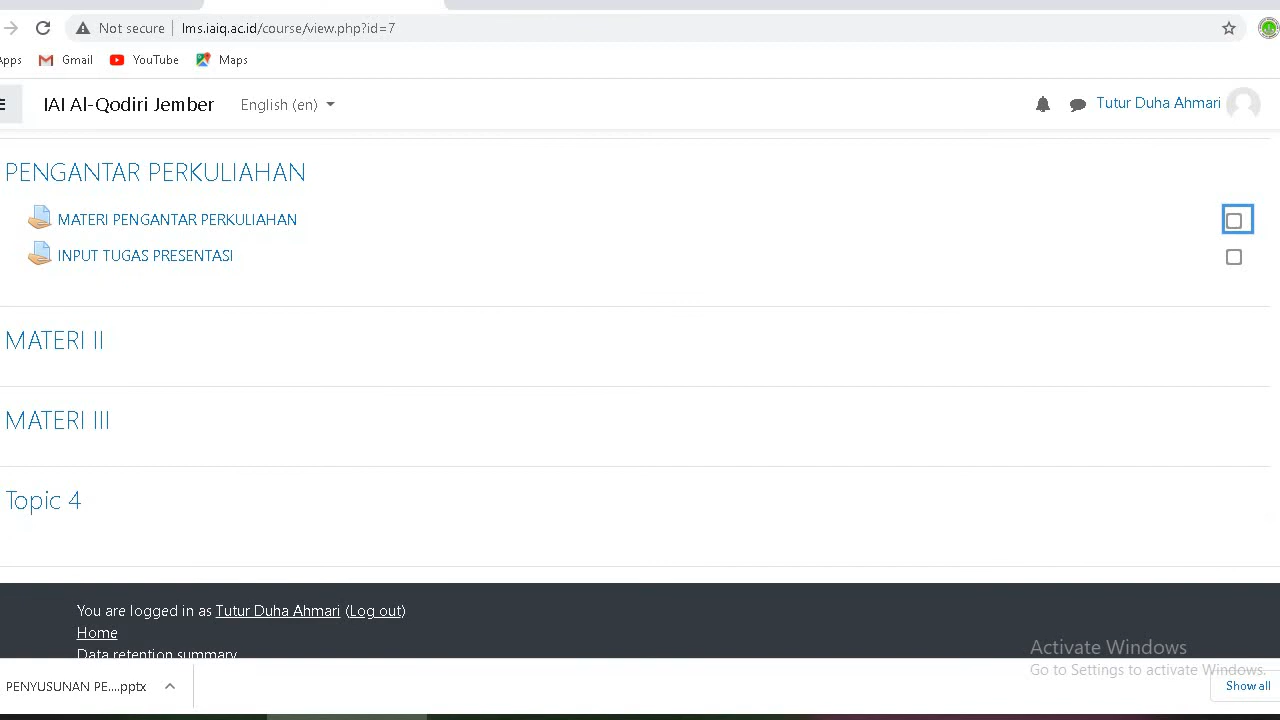 Not secure | lms.iaiq.ac.id/course/view.php?id=7
Apps Gmail YouTube Maps
IAI Al-Qodiri Jember English (en) Tutur Duha Ahmari
PENGANTAR PERKULIAHAN
MATERI PENGANTAR PERKULIAHAN
INPUT TUGAS PRESENTASI
MATERI II
MATERI III
Topic 4
You are logged in as Tutur Duha Ahmari (Log out)
Home
Data retention summary
Activate Windows
Go to Settings to activate Windows.
PENYUSUNAN PE....pptx
Show all